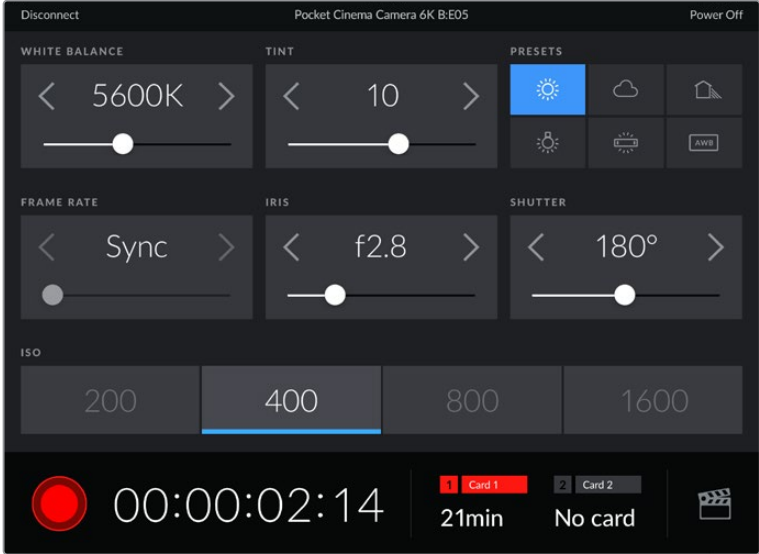 Disconnect Pocket Cinema Camera 6K B:E05 Power Off
WHITE BALANCE TINT PRESETS
5600K 10
AWB
FRAME RATE IRIS SHUTTER
Sync f2.8 180°
ISO
200 400 800 1600
1 Card 1 2 Card 2
00:00:02:14 21min No card